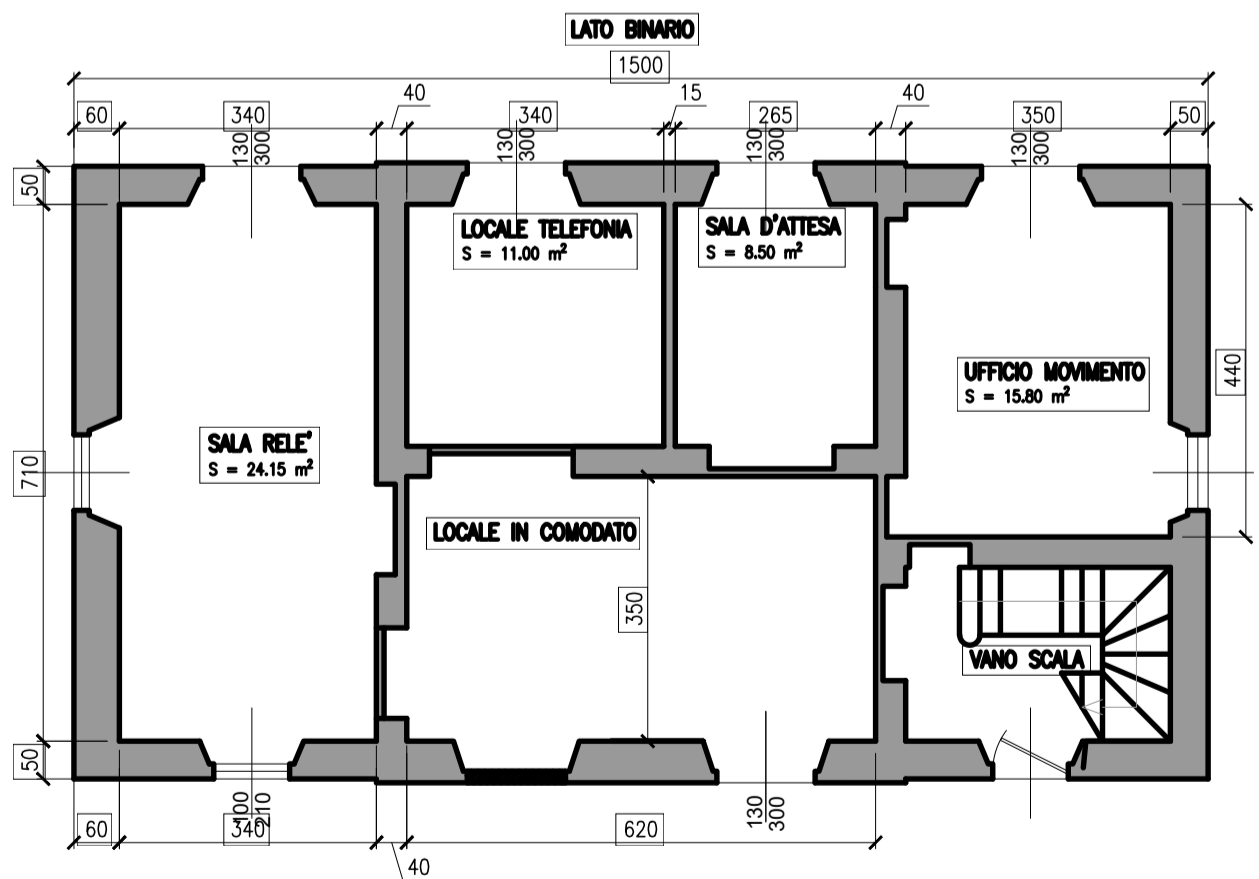 LATO BINARIO
1500
60
340
40
340
15
265
40
350
50
130
300
130
300
130
300
130
300
50
LOCALE TELEFONIA
S = 11.00 m²
SALA D'ATTESA
S = 8.50 m²
UFFICIO MOVIMENTO
S = 15.80 m²
440
SALA RELE'
S = 24.15 m²
710
LOCALE IN COMODATO
350
VANO SCALA
50
100
210
130
300
60
340
40
620